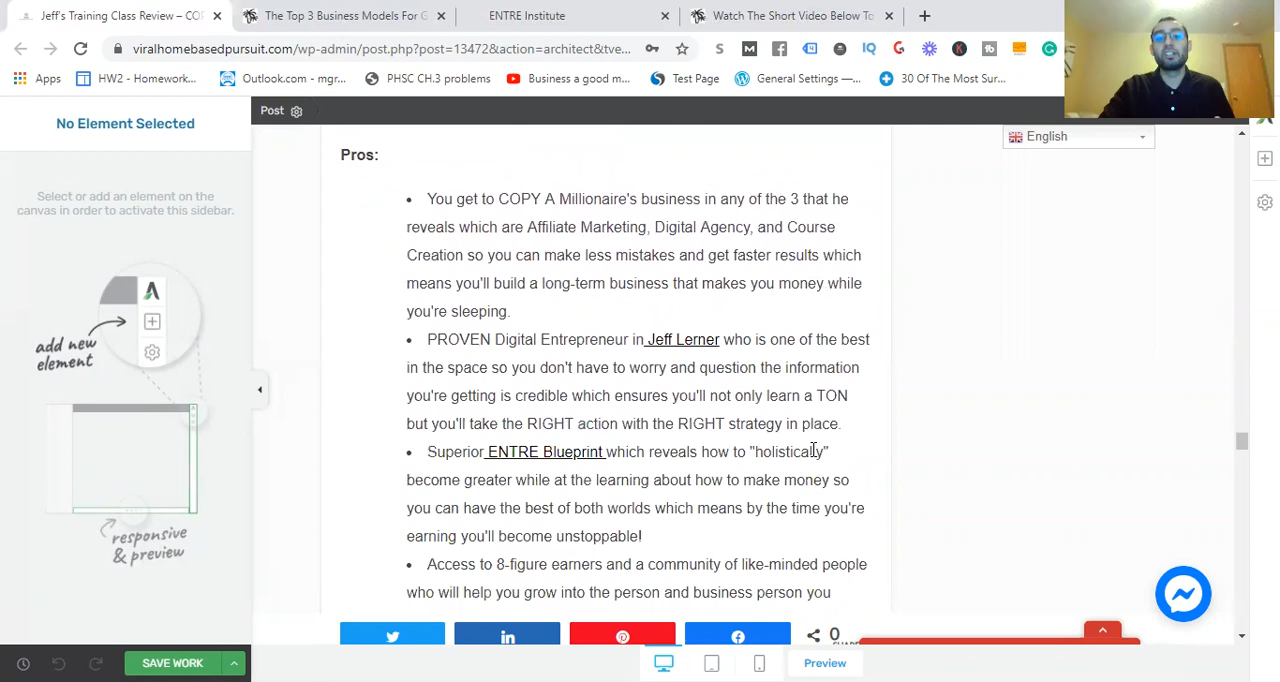 Jeff's Training Class Review – COP
The Top 3 Business Models For G
ENTRE Institute
Watch The Short Video Below To
viralhomebasedpursuit.com/wp-admin/post.php?post=13472&action=architect&tve...
Apps
HW2 - Homework...
Outlook.com - mgr...
PHSC CH.3 problems
Business a good m...
Test Page
General Settings —...
30 Of The Most Sur...
No Element Selected
Post
English
Select or add an element on the
canvas in order to activate this sidebar.
add new
element
responsive
& preview
Pros:
• You get to COPY A Millionaire's business in any of the 3 that he
reveals which are Affiliate Marketing, Digital Agency, and Course
Creation so you can make less mistakes and get faster results which
means you'll build a long-term business that makes you money while
you're sleeping.
• PROVEN Digital Entrepreneur in Jeff Lerner who is one of the best
in the space so you don't have to worry and question the information
you're getting is credible which ensures you'll not only learn a TON
but you'll take the RIGHT action with the RIGHT strategy in place.
• Superior ENTRE Blueprint which reveals how to "holistically"
become greater while at the learning about how to make money so
you can have the best of both worlds which means by the time you're
earning you'll become unstoppable!
• Access to 8-figure earners and a community of like-minded people
who will help you grow into the person and business person you
0
SAVE WORK
Preview